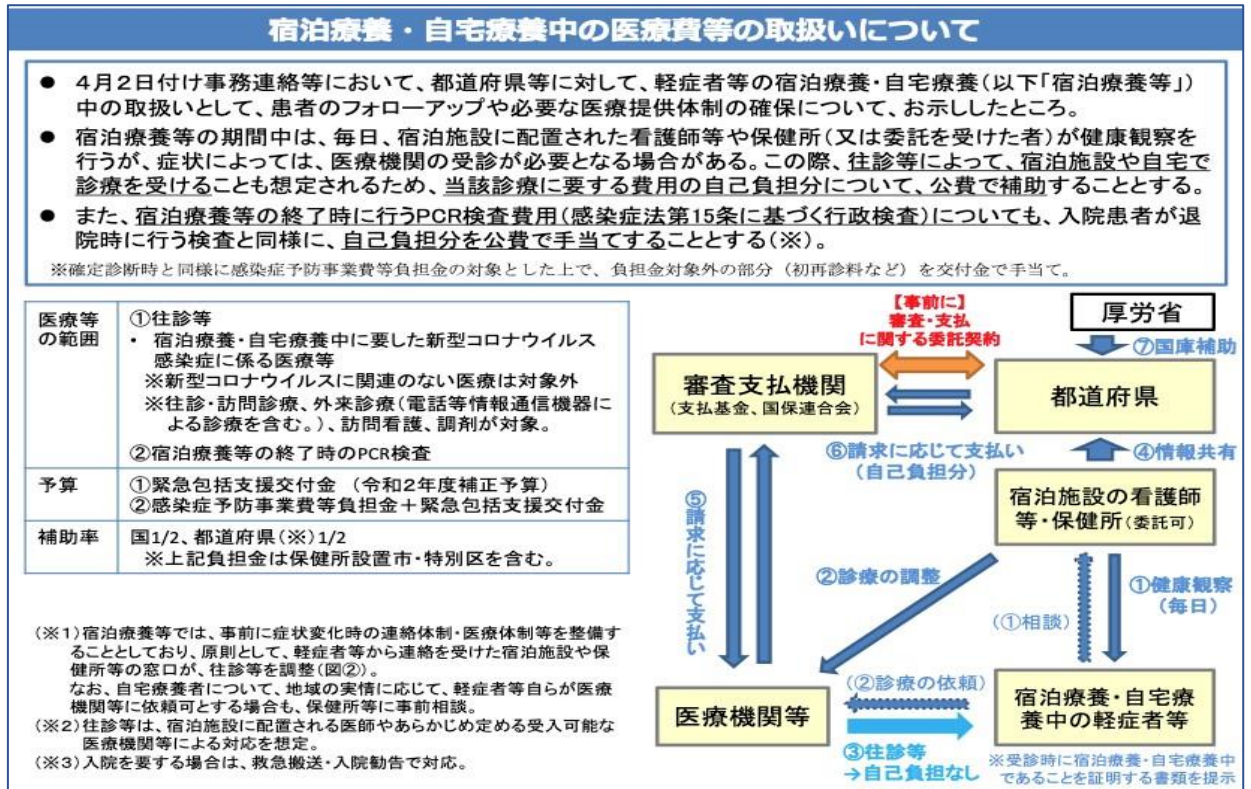 宿泊療養・自宅療養中の医療費等の取扱いについて
● 4月2日付け事務連絡等において、都道府県等に対して、軽症者等の宿泊療養・自宅療養(以下「宿泊療養等」)
中の取扱いとして、患者のフォローアップや必要な医療提供体制の確保について、お示ししたところ。
● 宿泊療養等の期間中は、毎日、宿泊施設に配置された看護師等や保健所(又は委託を受けた者)が健康観察を
行うが、症状によっては、医療機関の受診が必要となる場合がある。この際、往診等によって、宿泊施設や自宅で
診療を受けることも想定されるため、当該診療に要する費用の自己負担分について、公費で補助することとする。
● また、宿泊療養等の終了時に行うPCR検査費用(感染症法第15条に基づく行政検査)についても、入院患者が退
院時に行う検査と同様に、自己負担分を公費で手当てすることとする(※)。
※確定診断時と同様に感染症予防事業費等負担金の対象とした上で、負担金対象外の部分(初再診料など)を交付金で手当て。
医療等
の範囲
①往診等
・ 宿泊療養・自宅療養中に要した新型コロナウイルス
感染症に係る医療等
※新型コロナウイルスに関連のない医療は対象外
※往診・訪問診療、外来診療(電話等情報通信機器に
よる診療を含む。)、訪問看護、調剤が対象。
②宿泊療養等の終了時のPCR検査
予算
①緊急包括支援交付金 (令和2年度補正予算)
②感染症予防事業費等負担金+緊急包括支援交付金
補助率
国1/2、都道府県(※)1/2
※上記負担金は保健所設置市・特別区を含む。
(※1)宿泊療養等では、事前に症状変化時の連絡体制・医療体制等を整備す
ることとしており、原則として、軽症者等から連絡を受けた宿泊施設や保
健所等の窓口が、往診等を調整(図②)。
なお、自宅療養者について、地域の実情に応じて、軽症者等自らが医療
機関等に依頼可とする場合も、保健所等に事前相談。
(※2)往診等は、宿泊施設に配置される医師やあらかじめ定める受入可能な
医療機関等による対応を想定。
(※3)入院を要する場合は、救急搬送・入院勧告で対応。
【事前に】
審査・支払
に関する委託契約
厚労省
⑦国庫補助
審査支払機関
(支払基金、国保連合会)
都道府県
⑥請求に応じて支払い
(自己負担分)
④情報共有
宿泊施設の看護師
等・保健所(委託可)
⑤請求に応じて支払い
②診療の調整
①健康観察
(毎日)
(①相談)
(②診療の依頼)
医療機関等
宿泊療養・自宅療
養中の軽症者等
③往診等
→自己負担なし
※受診時に宿泊療養・自宅療養中
であることを証明する書類を提示